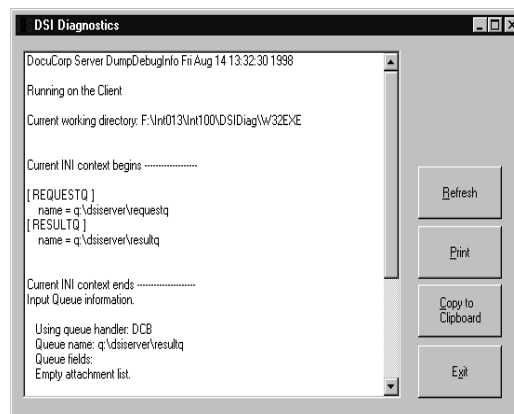 DSI Diagnostics
DocuCorp Server DumpDebugInfo Fri Aug 14 13:32:30 1998
Running on the Client
Current working directory: F:\Int013\Int100\DSIDiag\W32EXE
Current INI context begins -------------------
[ REQUESTQ ]
name = q:\dsiserver\requestq
[ RESULTQ ]
name = q:\dsiserver\resultq
Current INI context ends --------------------
Input Queue information.
Using queue handler: DCB
Queue name: q:\dsiserver\resultq
Queue fields:
Empty attachment list.
Refresh
Print
Copy to
Clipboard
Exit